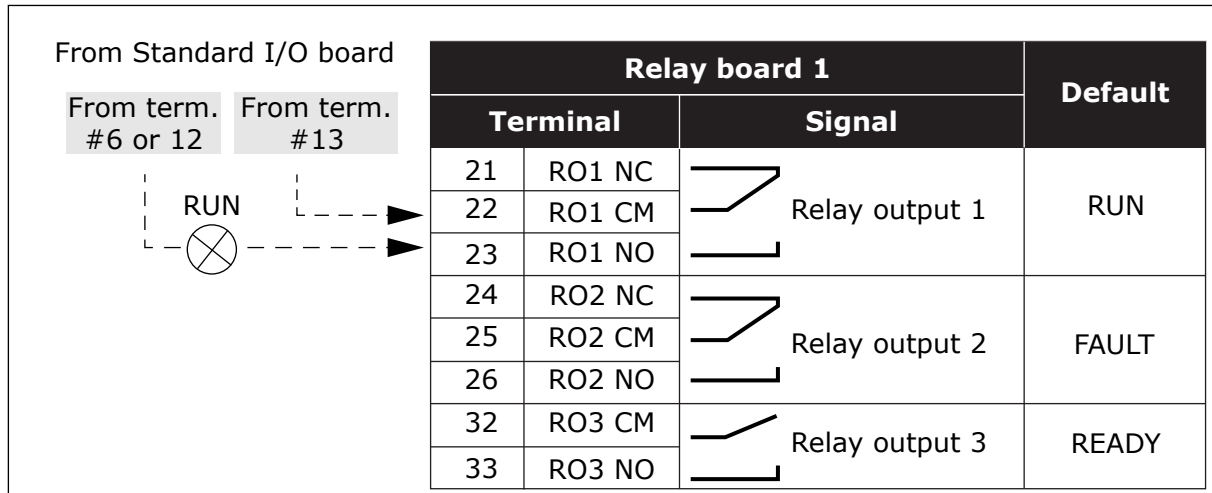 From Standard I/O board
From term.
#6 or 12
From term.
#13
RUN
Relay board 1
Default
Terminal
Signal
21 RO1 NC
22 RO1 CM
23 RO1 NO
Relay output 1
RUN
24 RO2 NC
25 RO2 CM
26 RO2 NO
Relay output 2
FAULT
32 RO3 CM
33 RO3 NO
Relay output 3
READY